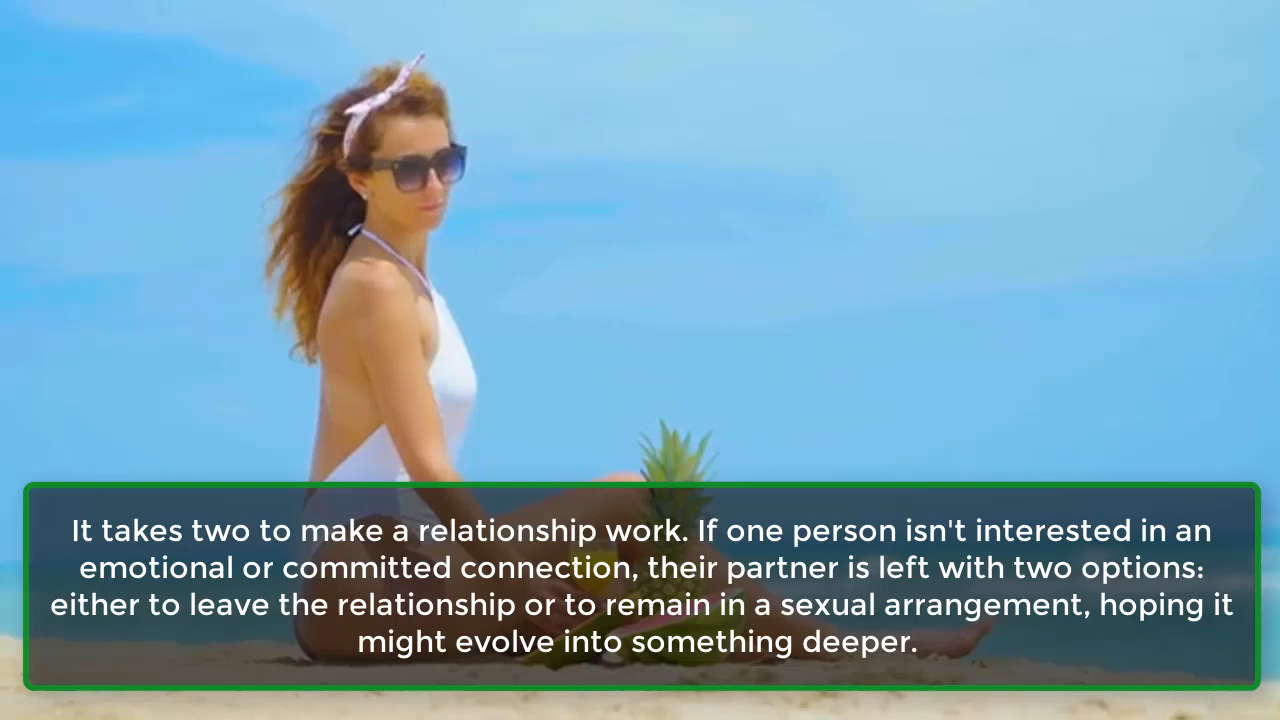 It takes two to make a relationship work. If one person isn't interested in an
emotional or committed connection, their partner is left with two options:
either to leave the relationship or to remain in a sexual arrangement, hoping it
might evolve into something deeper.